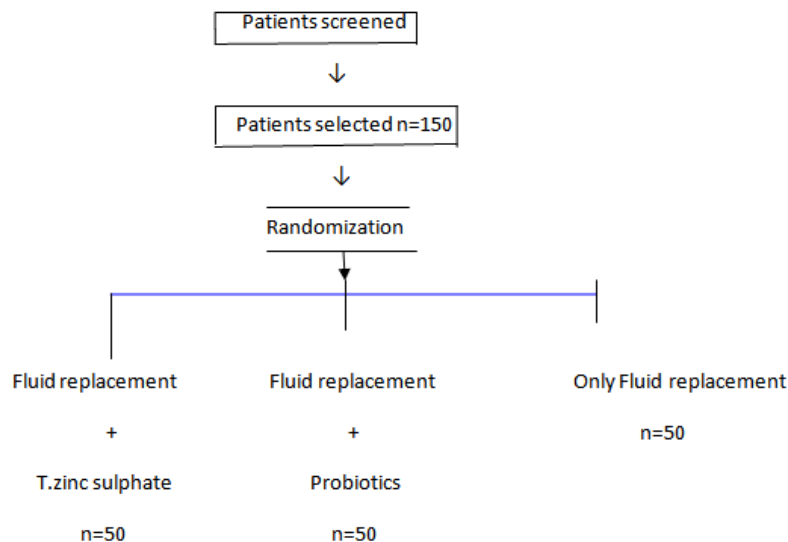 Patients screened
↓
Patients selected n=150
↓
Randomization
Fluid replacement
+
T.zinc sulphate
n=50
Fluid replacement
+
Probiotics
n=50
Only Fluid replacement
n=50